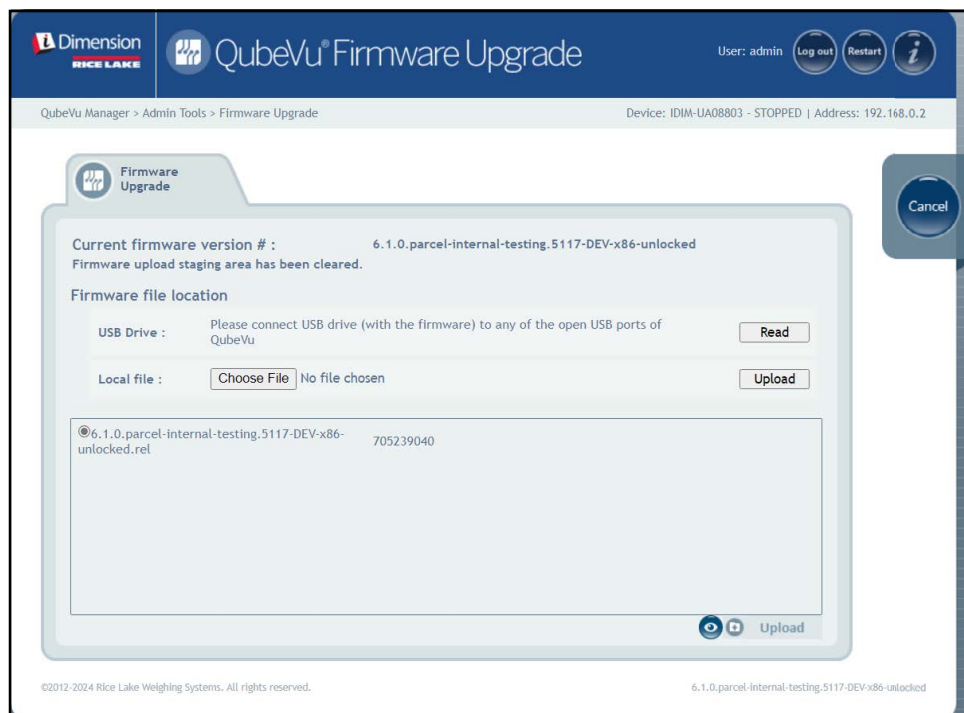 iDimension
RICE LAKE
QubeVu® Firmware Upgrade
User: admin
Log out
Restart
i
QubeVu Manager > Admin Tools > Firmware Upgrade
Device: IDIM-UA08803 - STOPPED | Address: 192.168.0.2
Firmware
Upgrade
Cancel
Current firmware version # : 6.1.0.parcel-internal-testing.5117-DEV-x86-unlocked
Firmware upload staging area has been cleared.
Firmware file location
USB Drive : Please connect USB drive (with the firmware) to any of the open USB ports of
QubeVu
Read
Local file : Choose File No file chosen Upload
6.1.0.parcel-internal-testing.5117-DEV-x86-
unlocked.rel
705239040
Upload
©2012-2024 Rice Lake Weighing Systems. All rights reserved.
6.1.0.parcel-internal-testing.5117-DEV-x86-unlocked